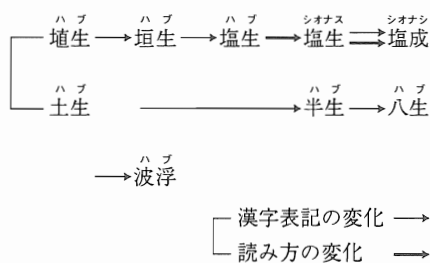 ハブ ハブ ハブ シオナス シオナシ
埴生 → 垣生 → 塩生 → 塩生 → 塩成
ハブ ハブ ハブ
土生 → 半生 → 八生
ハブ
→ 波浮
漢字表記の変化 →
読み方の変化 →